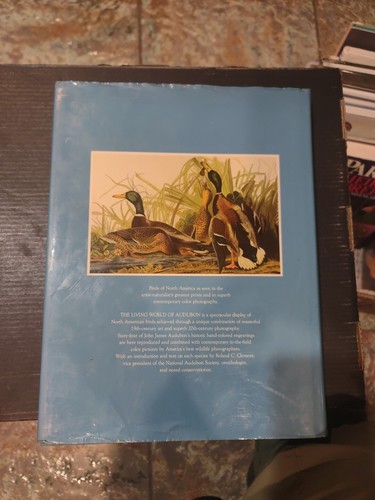 Birds of North America as seen in the
artist-naturalist's greatest prints and in superb
contemporary color photography.
THE LIVING WORLD OF AUDUBON is a spectacular display of
North American birds achieved through a unique combination of masterful
19th-century art and superb 20th-century photography.
Sixty-four of John James Audubon's historic hand-colored engravings
are here reproduced and combined with contemporary in-the-field
color pictures by America's best wildlife photographers.
With an introduction and text on each species by Roland C. Clement,
vice president of the National Audubon Society, ornithologist,
and noted conservationist.
PAR